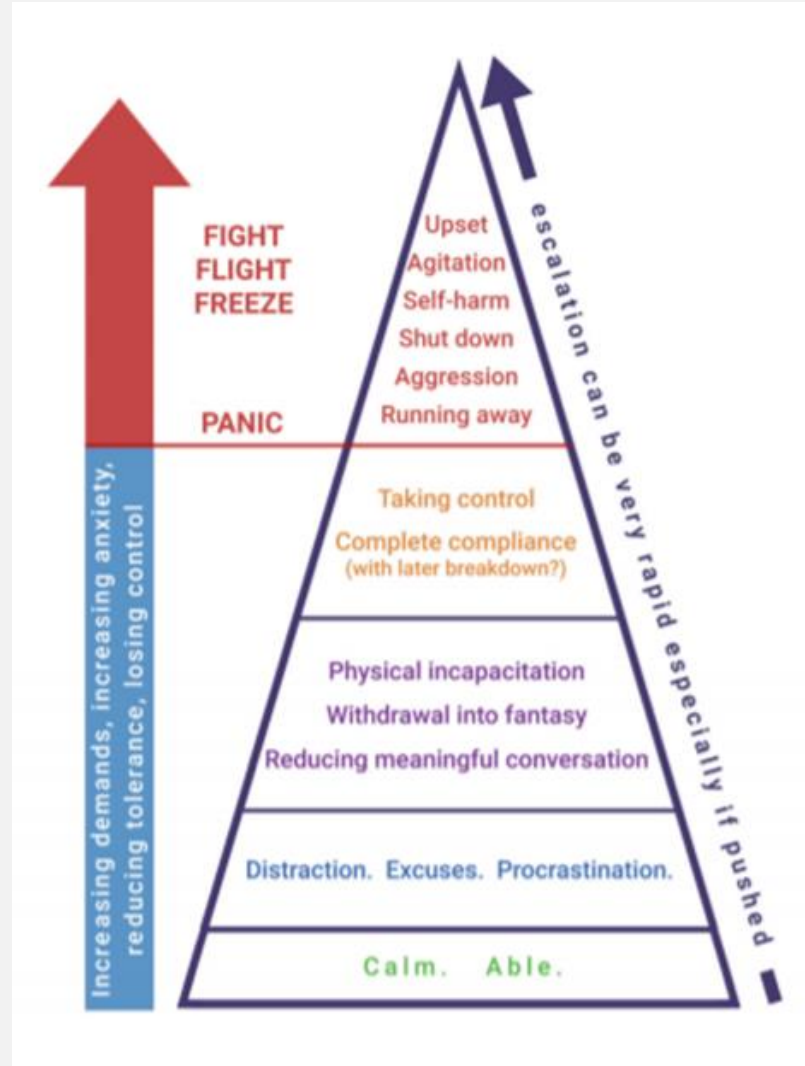 FIGHT
FLIGHT
FREEZE
PANIC
Increasing demands, increasing anxiety,
reducing tolerance, losing control
Upset
Agitation
Self-harm
Shut down
Aggression
Running away
Taking control
Complete compliance
(with later breakdown?)
Physical incapacitation
Withdrawal into fantasy
Reducing meaningful conversation
Distraction. Excuses. Procrastination.
Calm. Able.
escalation can be very rapid especially if pushed